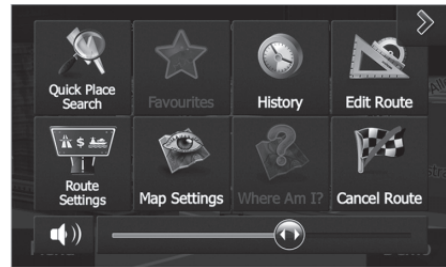 Quick Place
Search
Favourites
History
Edit Route
$
Route
Settings
Map Settings
Where Am I?
Cancel Route